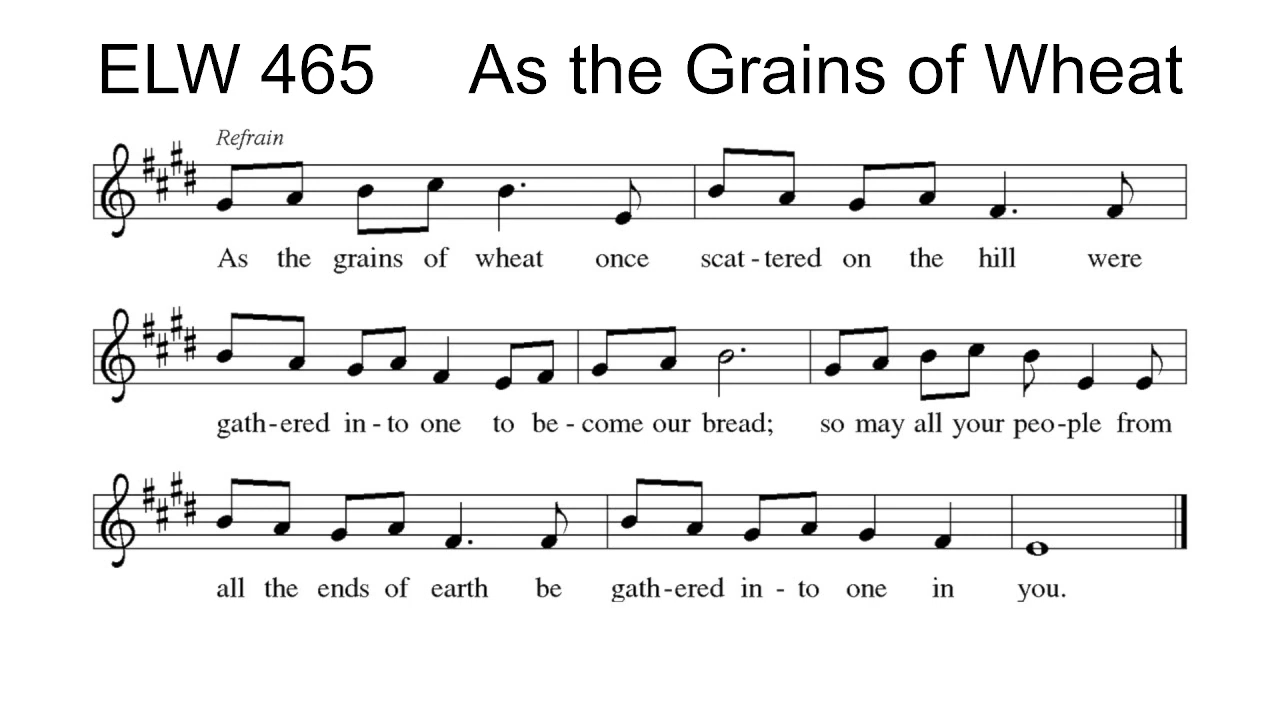 ELW 465 As the Grains of Wheat
Refrain
As the grains of wheat once scat - tered on the hill were
gath - ered in - to one to be - come our bread; so may all your peo - ple from
all the ends of earth be gath - ered in - to one in you.